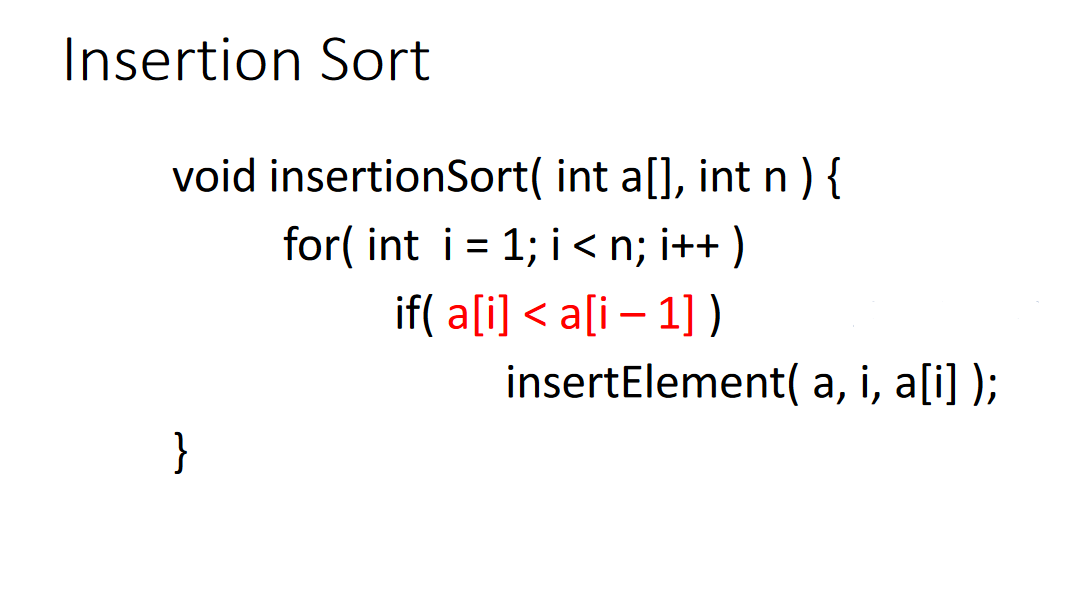 Insertion Sort
void insertionSort( int a[], int n ) {
for( int i = 1; i < n; i++ )
if( a[i] < a[i – 1] )
insertElement( a, i, a[i] );
}